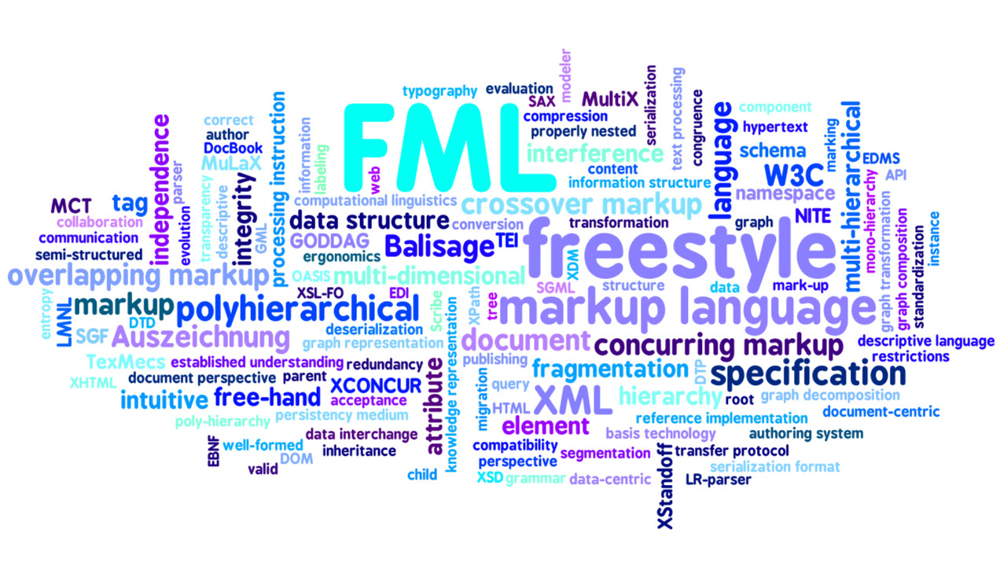 modeler
typography
evaluation
SAX
MultiX
serialization
text processing
congruence
FML
compression
properly nested
interference
content
information structure
language
component
hypertext
schema
marking
multi-hierarchical
W3C
namespace
EDMS
API
correct
author
DocBook
MuLaX
independence
parser
processing instruction
information
labeling
web
MCT
tag
collaboration
communication
semi-structured
evolution
transparency
descriptive
integrity
GML
computational linguistics
crossover markup
data structure
conversion
transformation
graph
NITE
mono-hierarchy
graph transformation
graph composition
standardization
instance
GODDAG
ergonomics
Balisage
TEI
freestyle
XDM
overlapping markup
OASIS
multi-dimensional
SGML
structure
data
mark-up
entropy
LMNL
markup
polyhierarchical
XSL-FO
EDI
Scribe
knowledge representation
XPath
tree
markup language
DTD
SGF
Auszeichnung
deserialization
graph representation
document
concurring markup
descriptive language
restrictions
TexMecs
established understanding
redundancy
publishing
fragmentation
DTP
specification
XHTML
document perspective
parent
XCONCUR
attribute
migration
query
HTML
XML
hierarchy
root
graph decomposition
intuitive
free-hand
acceptance
poly-hierarchy
persistency medium
element
reference implementation
document-centric
data interchange
basis technology
authoring system
EBNF
well-formed
DOM
inheritance
compatibility
perspective
segmentation
XStandoff
transfer protocol
valid
child
XSD
grammar
data-centric
serialization format
LR-parser